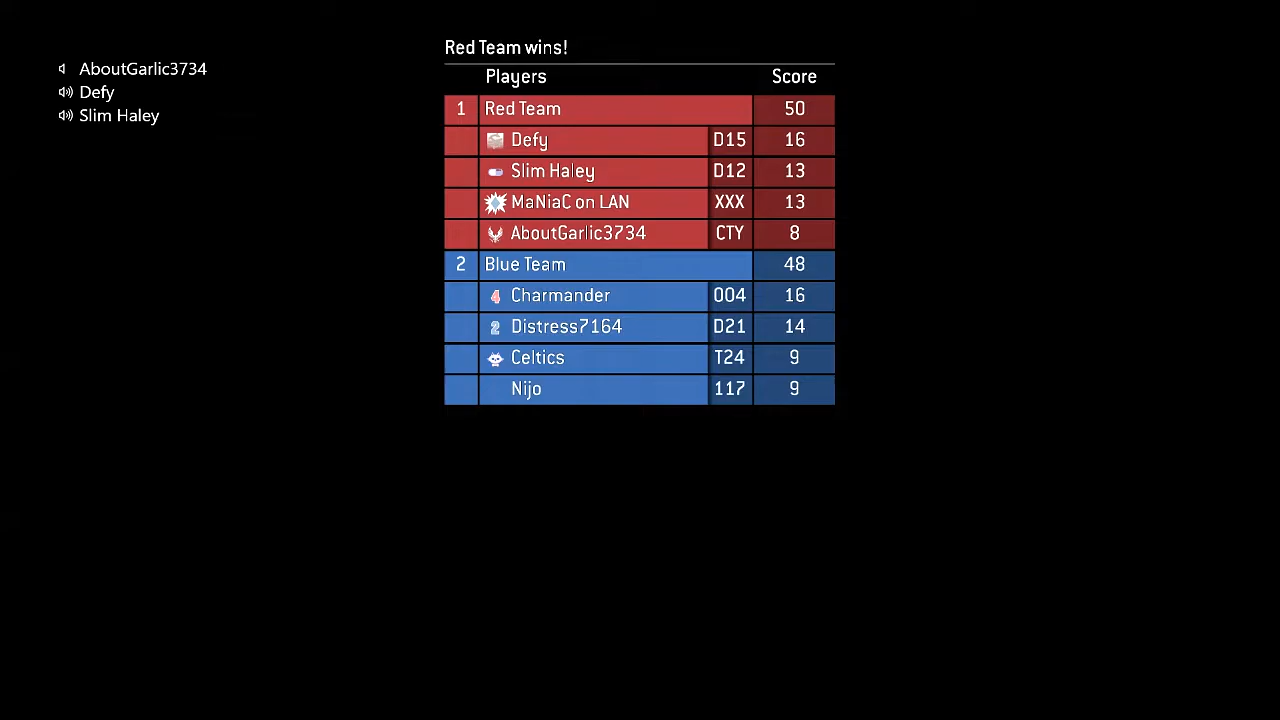 AboutGarlic3734
Defy
Slim Haley
Red Team wins!
Players Score
1 Red Team 50
Defy D15 16
Slim Haley D12 13
MaNiaC on LAN XXX 13
AboutGarlic3734 CTY 8
2 Blue Team 48
4 Charmander 004 16
2 Distress7164 D21 14
Celtics T24 9
Nijo 117 9